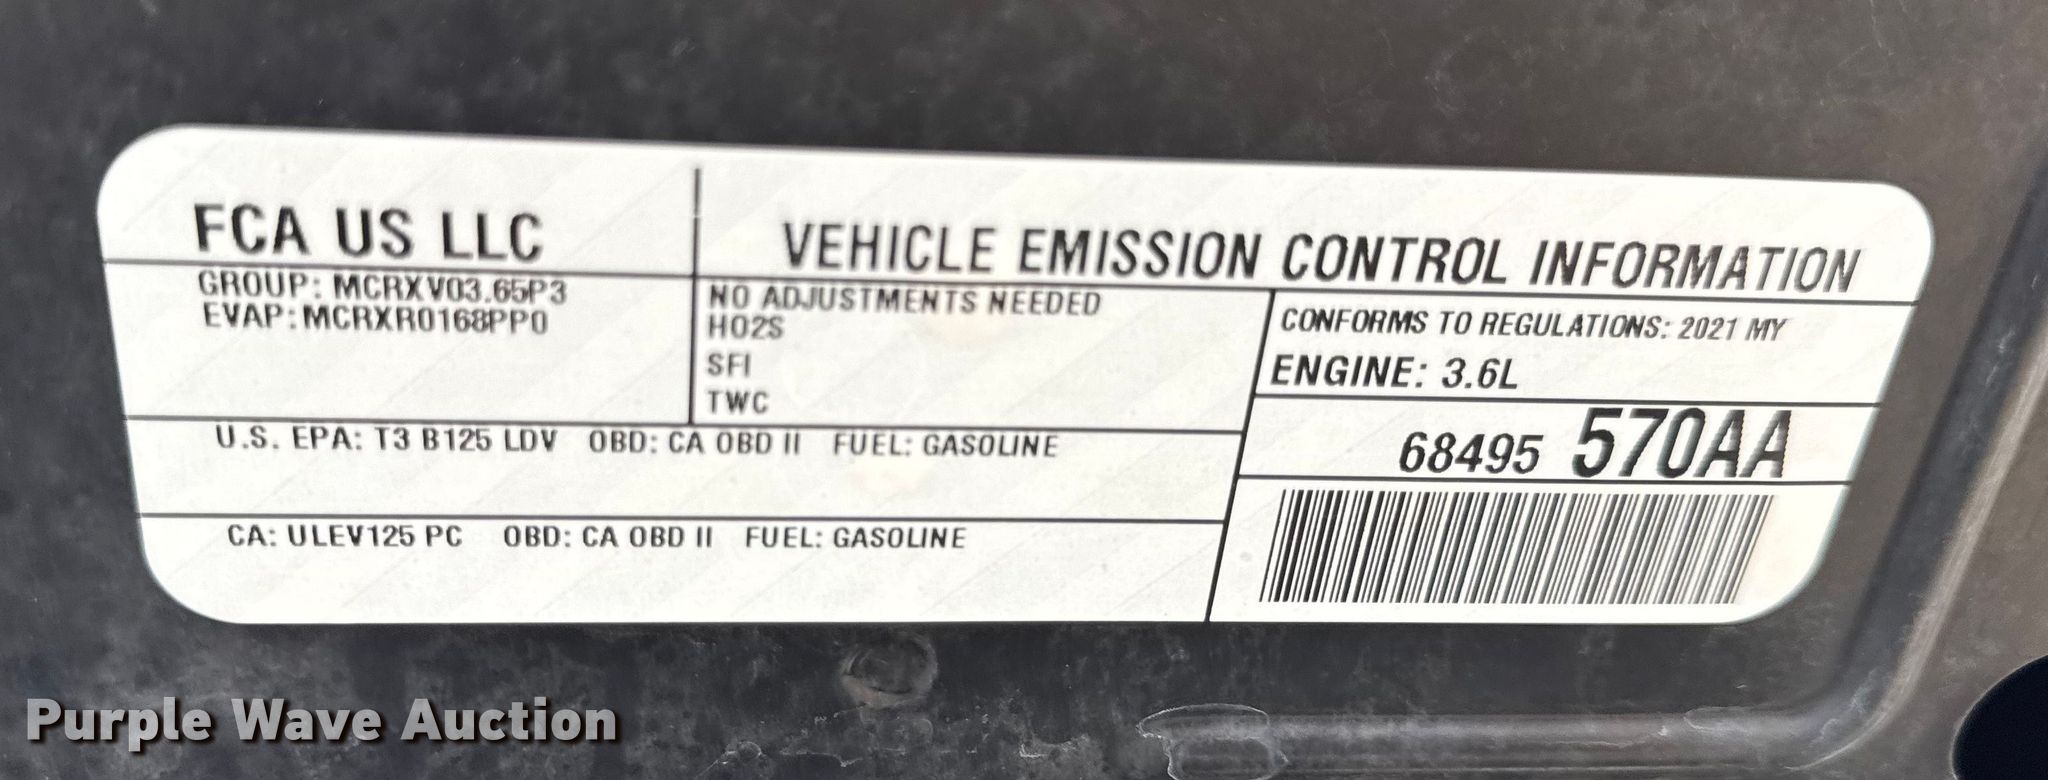 FCA US LLC
VEHICLE EMISSION CONTROL INFORMATION
GROUP: MCRXV03.65P3
EVAP: MCRXR0168PP0
NO ADJUSTMENTS NEEDED
HO2S
SFI
TWC
CONFORMS TO REGULATIONS: 2021 MY
ENGINE: 3.6L
68495 570AA
U.S. EPA: T3 B125 LDV OBD: CA OBD II FUEL: GASOLINE
CA: ULEV125 PC OBD: CA OBD II FUEL: GASOLINE
Purple Wave Auction